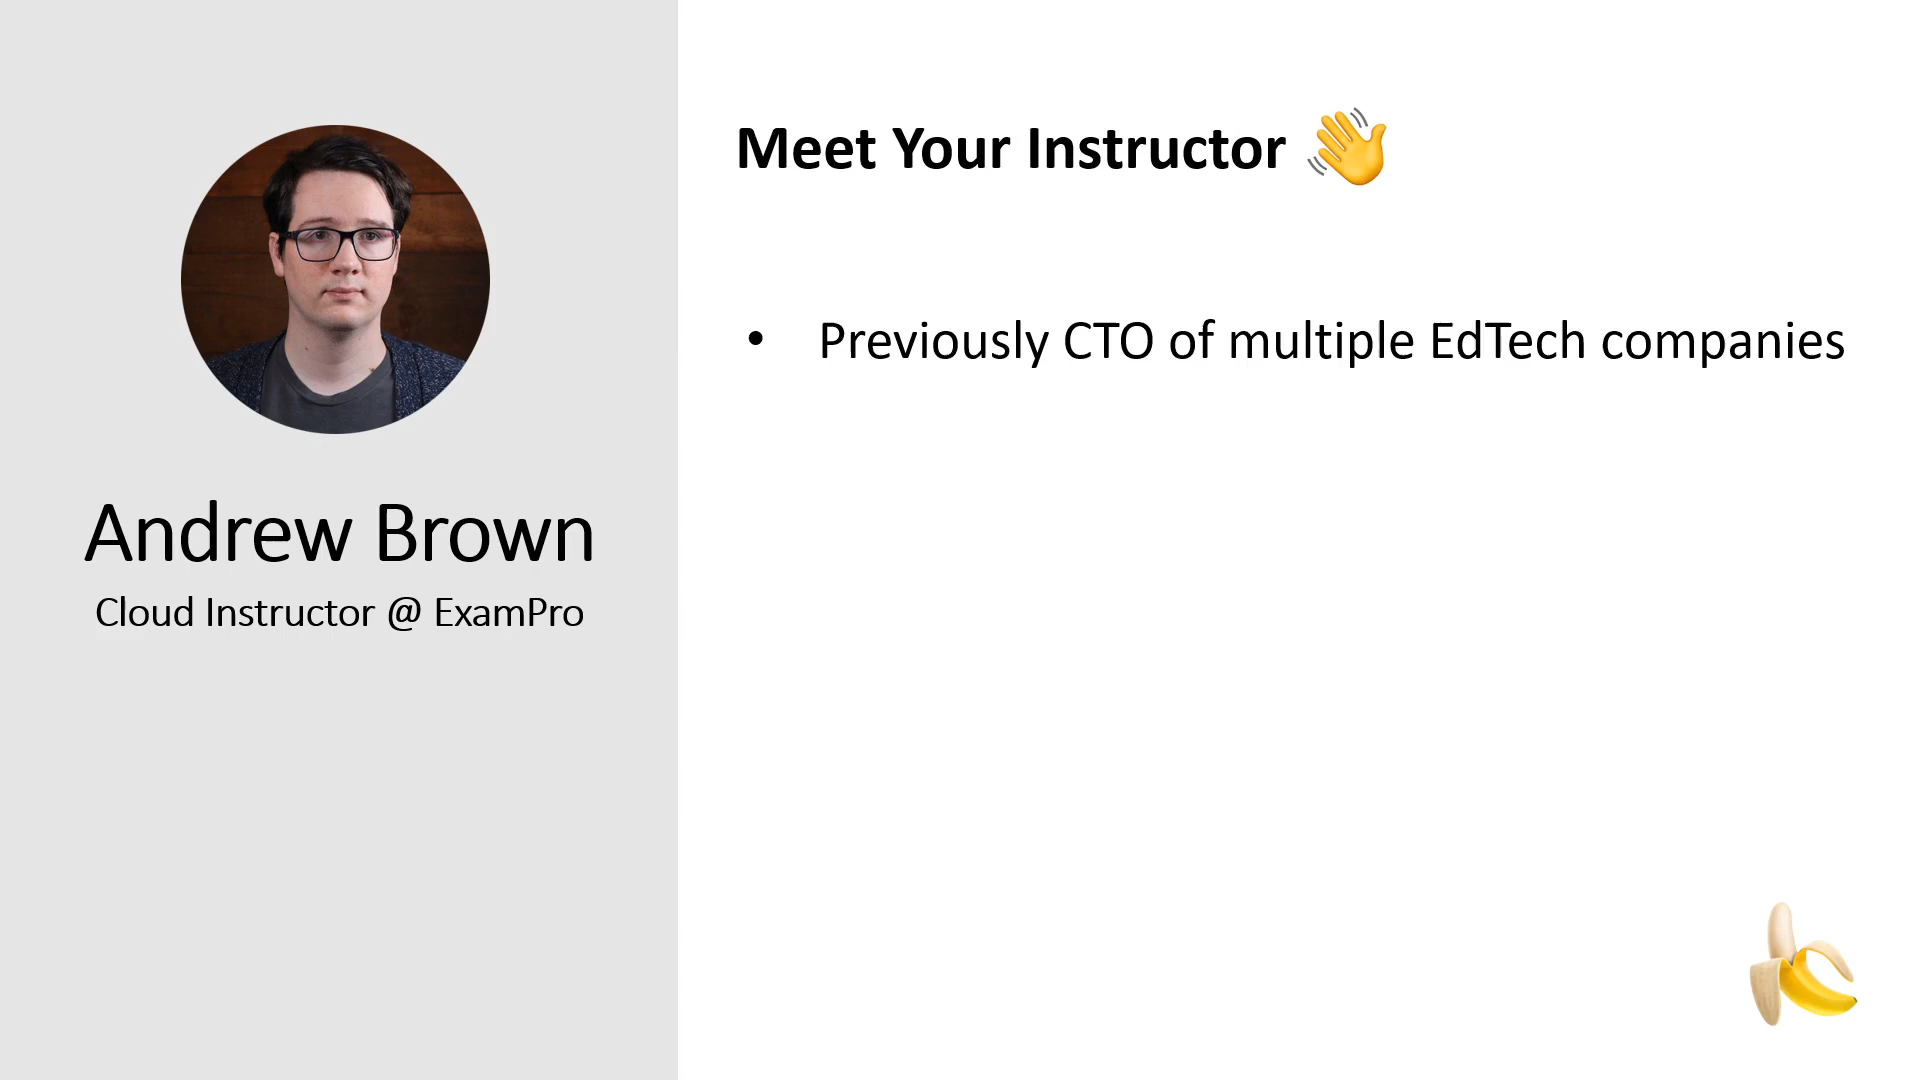 Andrew Brown
Cloud Instructor @ ExamPro
Meet Your Instructor 👋
• Previously CTO of multiple EdTech companies